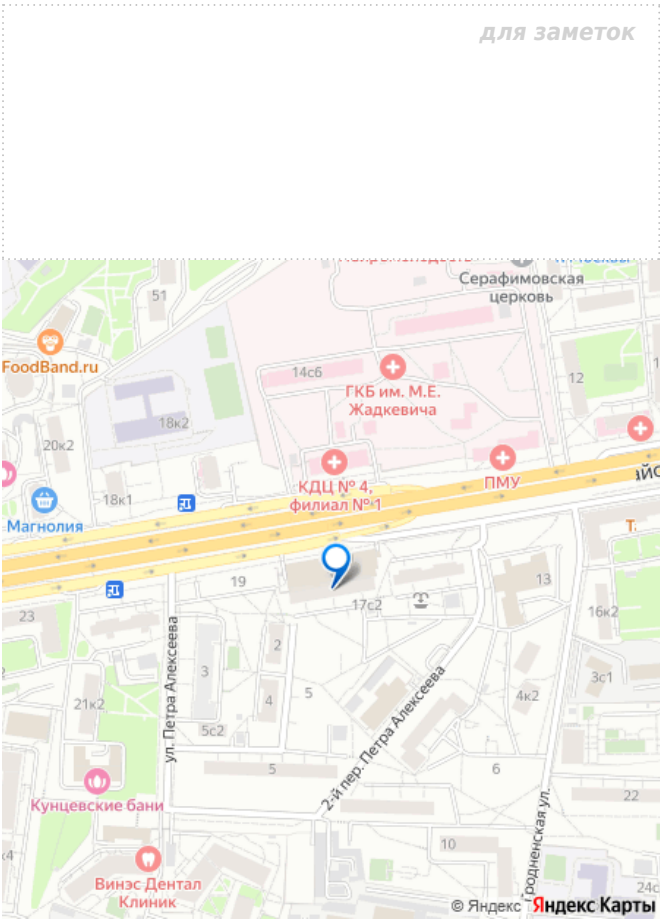 для заметок
Серафимовская
церковь
51
FoodBand.ru
14с6
ГКБ им. М.Е.
Жадкевича
12
18к2
20к2
КДЦ № 4,
филиал № 1
ПМУ
18к1
Магнолия
Т.
19
17с2
13
16к2
23
ул. Петра Алексеева
2
3
5
4
3с1
21к2
4к2
5с2
2-й пер. Петра Алексеева
5
6
Кунцевские бани
22
Гродненская ул.
10
Винэс Дентал
Клиник
24с
© Яндекс Яндекс Карты